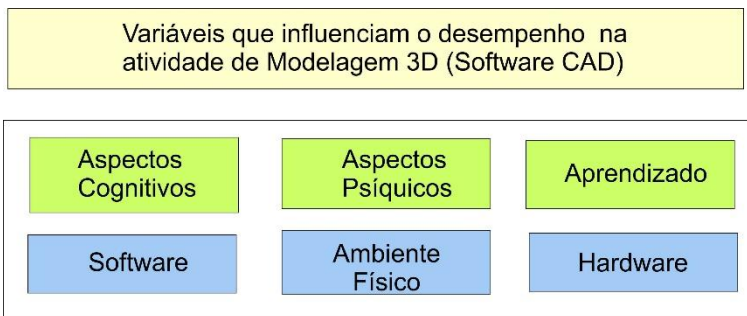 Variáveis que influenciam o desempenho na
atividade de Modelagem 3D (Software CAD)
Aspectos
Cognitivos
Aspectos
Psíquicos
Aprendizado
Software
Ambiente
Físico
Hardware